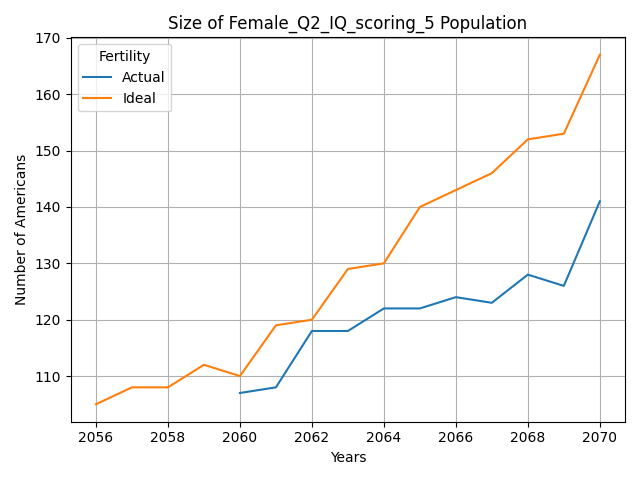 Size of Female_Q2_IQ_scoring_5 Population
Fertility
Actual
Ideal
Number of Americans
170
160
150
140
130
120
110
2056 2058 2060 2062 2064 2066 2068 2070
Years